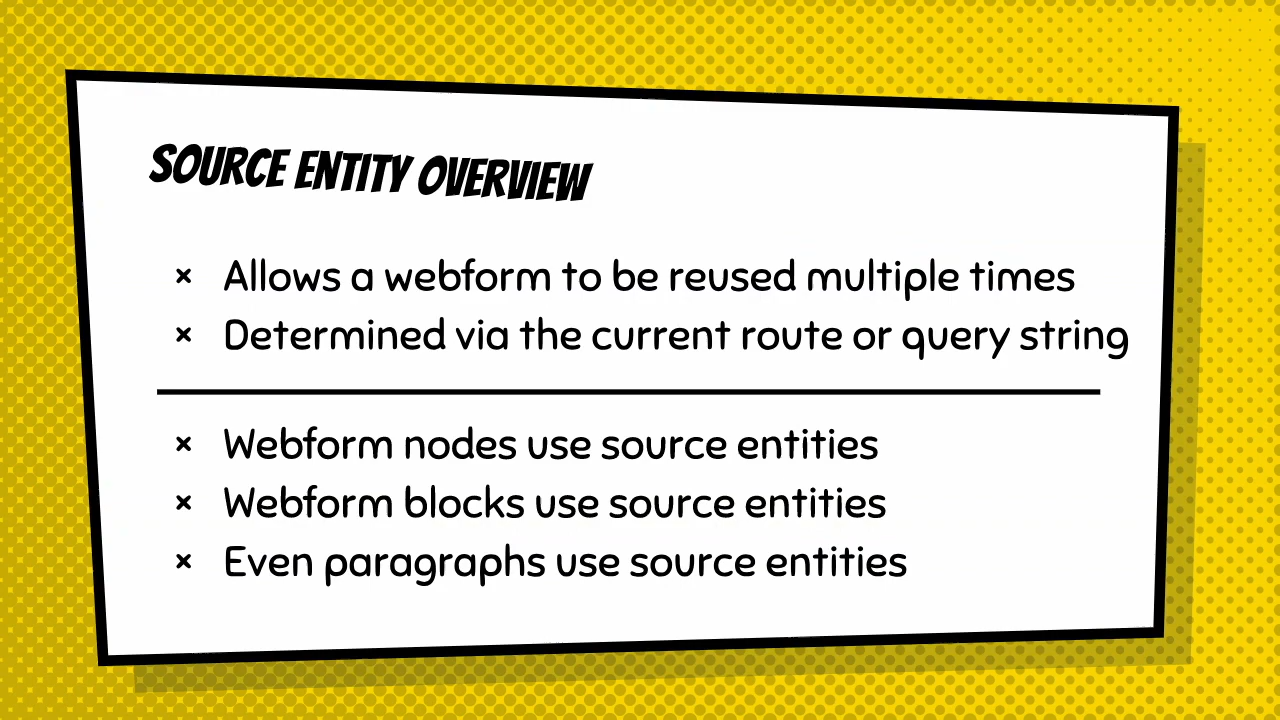 SOURCE ENTITY OVERVIEW
× Allows a webform to be reused multiple times
× Determined via the current route or query string
× Webform nodes use source entities
× Webform blocks use source entities
× Even paragraphs use source entities